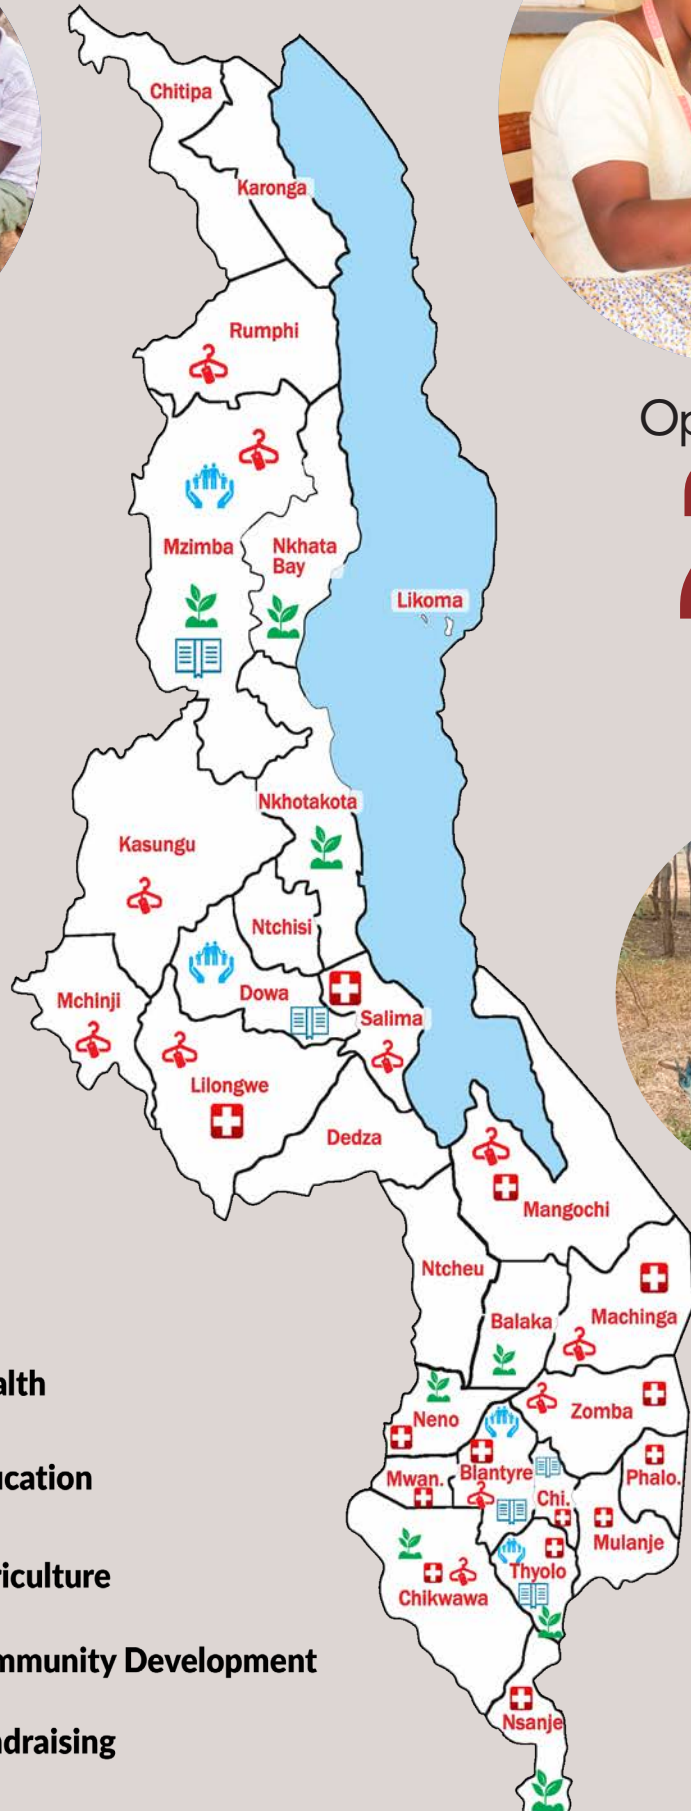 Chitipa
Karonga
Rumphi
Op
Mzimba
Nkhata
Bay
Likoma
Nkhotakota
Kasungu
Ntchisi
Dowa
Mchinji
Salima
Lilongwe
Dedza
Mangochi
Ntcheu
Balaka
Machinga
alth
Neno
Zomba
Mwan.
Blantyre
Phalo.
ucation
Chi.
Mulanje
Thyolo
riculture
Chikwawa
mmunity Development
Nsanje
ndraising